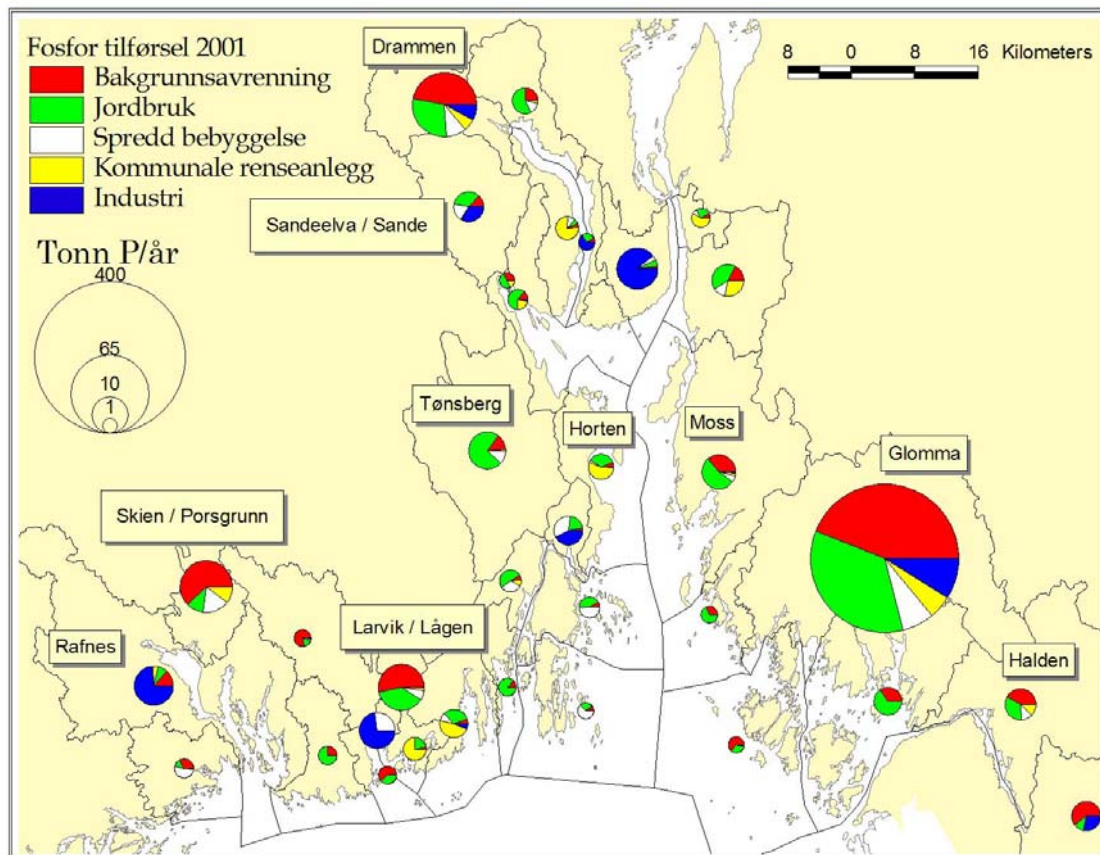 Fosfor tilførsel 2001
Bakgrunnsavrenning
Jordbruk
Spredd bebyggelse
Kommunale renseanlegg
Industri
Tonn P/år
400
65
10
1
8 0 8 16 Kilometers
Drammen
Sandeelva / Sande
Tønsberg
Horten
Moss
Glomma
Skien / Porsgrunn
Larvik / Lågen
Rafnes
Halden